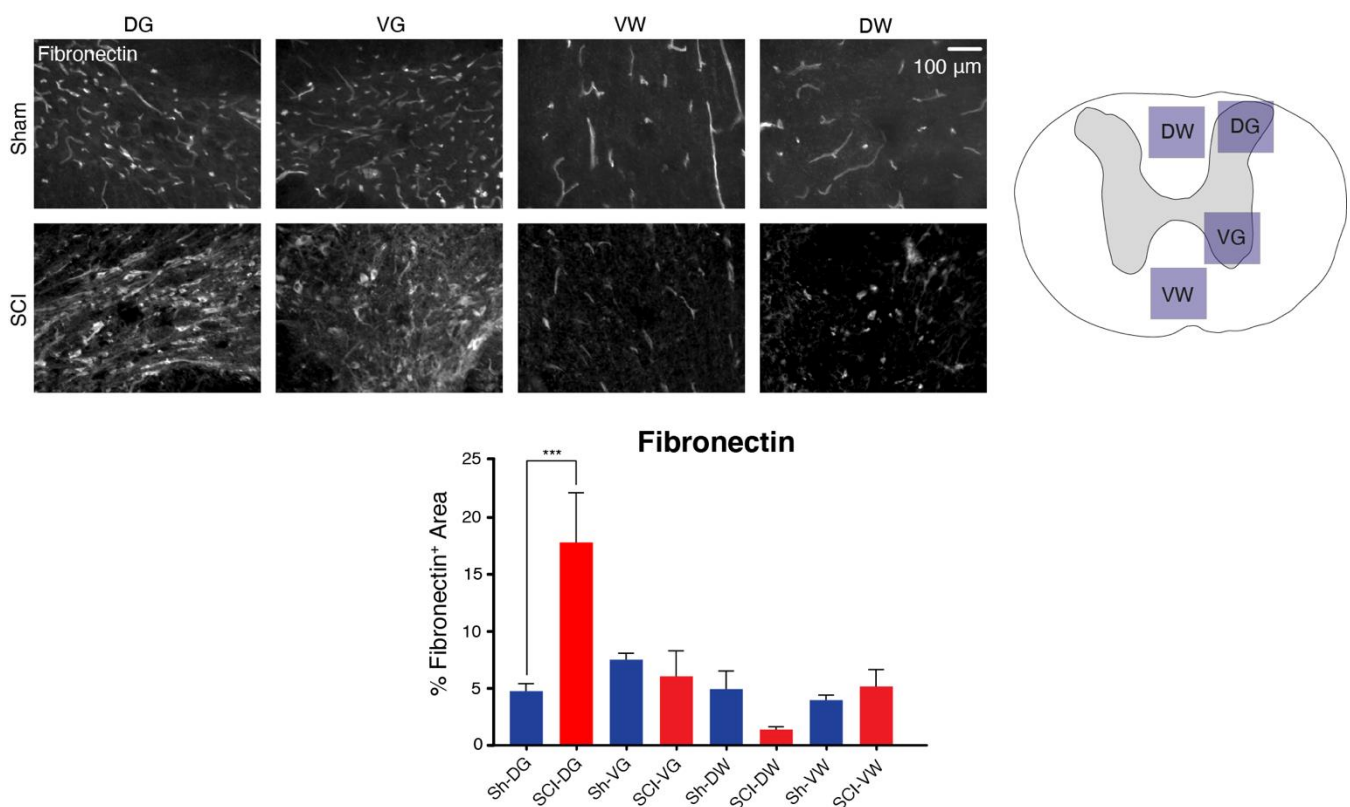 DG VG VW DW
Fibronectin
100 µm
Sham
SCI
DW DG
VG
VW
Fibronectin
***
% Fibronectin⁺ Area
25
20
15
10
5
0
Sh-DG SCI-DG Sh-VG SCI-VG Sh-DW SCI-DW Sh-VW SCI-VW